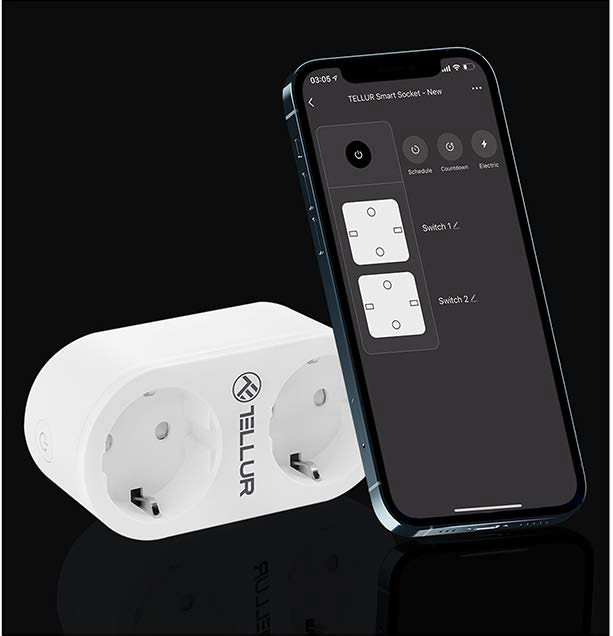 03:05
TELLUR Smart Socket - New
Schedule
Countdown
Electric
Switch 1
Switch 2
TELLUR